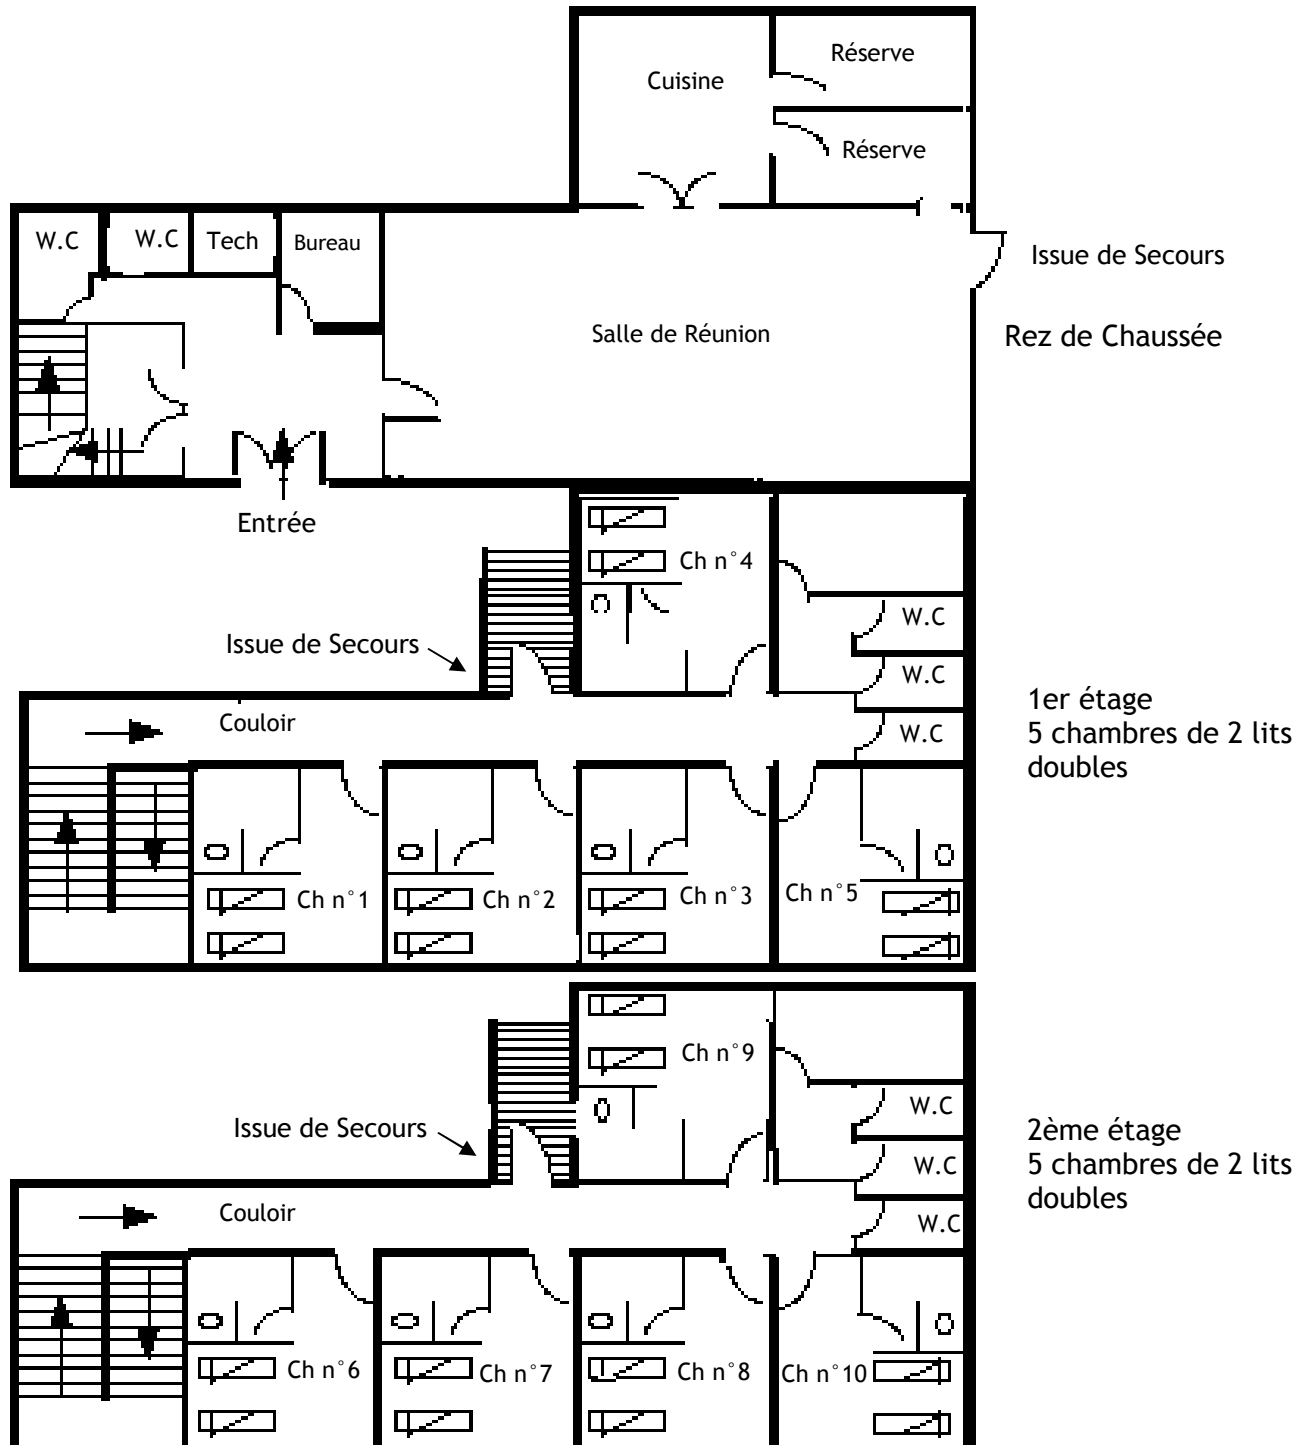 Réserve
Cuisine
Réserve
W.C
W.C
Tech
Bureau
Issue de Secours
Salle de Réunion
Rez de Chaussée
Entrée
Ch n°4
W.C
Issue de Secours
W.C
Couloir
W.C
1er étage
5 chambres de 2 lits
doubles
Ch n°1
Ch n°2
Ch n°3
Ch n°5
Ch n°9
W.C
Issue de Secours
W.C
2ème étage
5 chambres de 2 lits
doubles
Couloir
W.C
Ch n°6
Ch n°7
Ch n°8
Ch n°10